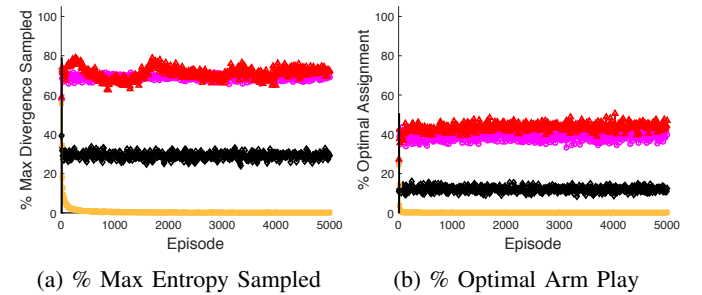 % Max Divergence Sampled
100
80
60
40
20
0
0 1000 2000 3000 4000 5000
Episode
(a) % Max Entropy Sampled
% Optimal Assignment
100
80
60
40
20
0
0 1000 2000 3000 4000 5000
Episode
(b) % Optimal Arm Play